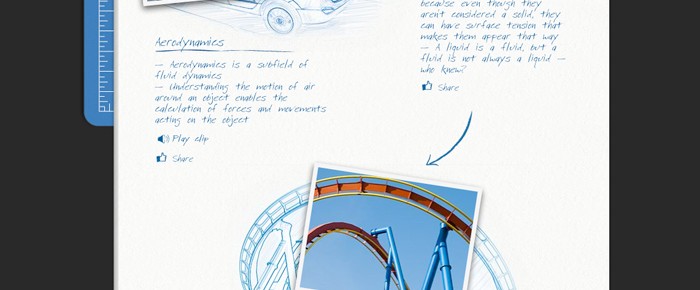 Aerodynamics
— Aerodynamics is a subfield of
fluid dynamics
— Understanding the motion of air
around an object enables the
calculation of forces and movements
acting on the object
Play clip
Share
because even though they
aren't considered a solid, they
can have surface tension that
makes them appear that way
— A liquid is a fluid, but a
fluid is not always a liquid —
who knew?
Share